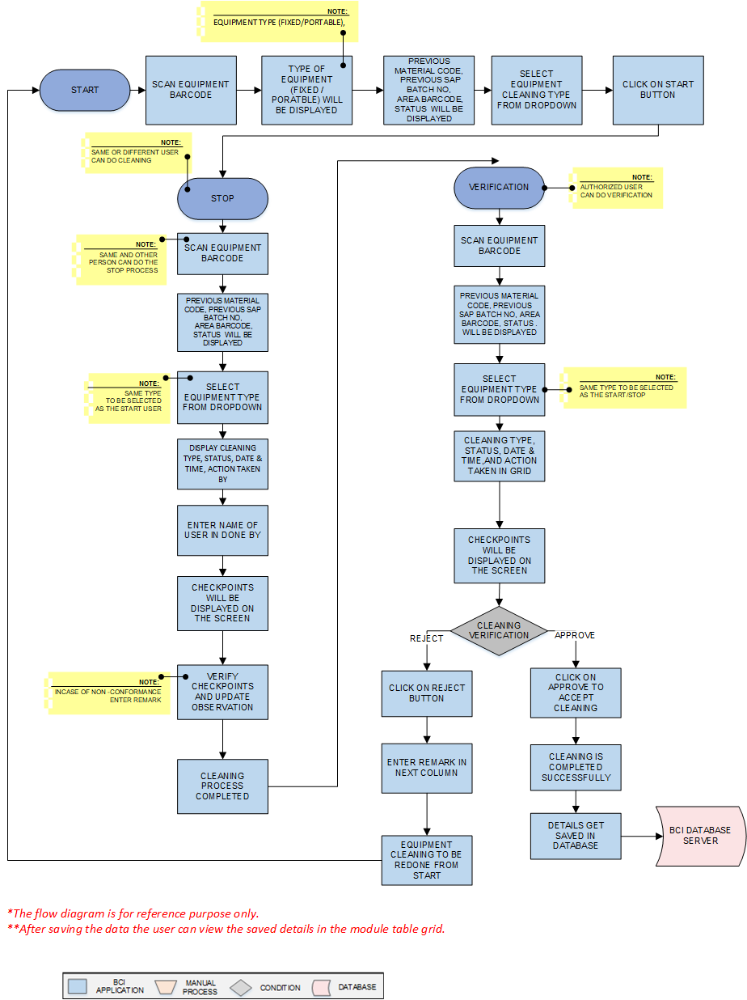 NOTE:
EQUIPMENT TYPE (FIXED/PORTABLE),
START
SCAN EQUIPMENT
BARCODE
TYPE OF
EQUIPMENT
(FIXED /
PORATBLE) WILL
BE DISPLAYED
PREVIOUS
MATERIAL CODE,
PREVIOUS SAP
BATCH NO,
AREA BARCODE,
STATUS WILL BE
DISPLAYED
SELECT
EQUIPMENT
CLEANING TYPE
FROM DROPDOWN
CLICK ON START
BUTTON
NOTE:
SAME OR DIFFERENT USER
CAN DO CLEANING
STOP
NOTE:
SAME AND OTHER
PERSON CAN DO THE
STOP PROCESS
SCAN EQUIPMENT
BARCODE
PREVIOUS MATERIAL
CODE, PREVIOUS SAP
BATCH NO,
AREA BARCODE,
STATUS WILL BE
DISPLAYED
NOTE:
SAME TYPE
TO BE SELECTED
AS THE START USER
SELECT
EQUIPMENT TYPE
FROM DROPDOWN
DISPLAY CLEANING
TYPE, STATUS, DATE &
TIME, ACTION TAKEN
BY
ENTER NAME OF
USER IN DONE BY
CHECKPOINTS
WILL BE
DISPLAYED ON
THE SCREEN
NOTE:
INCASE OF NON -CONFORMANCE
ENTER REMARK
VERIFY
CHECKPOINTS
AND UPDATE
OBSERVATION
CLEANING
PROCESS
COMPLETED
VERIFICATION
NOTE:
AUTHORIZED USER
CAN DO VERIFICATION
SCAN EQUIPMENT
BARCODE
PREVIOUS MATERIAL
CODE, PREVIOUS
SAP BATCH NO, AREA
BARCODE, STATUS .
WILL BE DISPLAYED
SELECT
EQUIPMENT TYPE
FROM DROPDOWN
NOTE:
SAME TYPE TO BE SELECTED
AS THE START/STOP
CLEANING TYPE,
STATUS, DATE &
TIME,AND ACTION
TAKEN IN GRID
CHECKPOINTS
WILL BE
DISPLAYED ON
THE SCREEN
CLEANING
VERIFICATION
REJECT
APPROVE
CLICK ON REJECT
BUTTON
ENTER REMARK IN
NEXT COLUMN
EQUIPMENT
CLEANING TO BE
REDONE FROM
START
CLICK ON
APPROVE TO
ACCEPT
CLEANING
CLEANING IS
COMPLETED
SUCCESSFULLY
DETAILS GET
SAVED IN
DATABASE
BCI DATABASE
SERVER
*The flow diagram is for reference purpose only.
**After saving the data the user can view the saved details in the module table grid.
BCI
APPLICATION
MANUAL
PROCESS
CONDITION
DATABASE